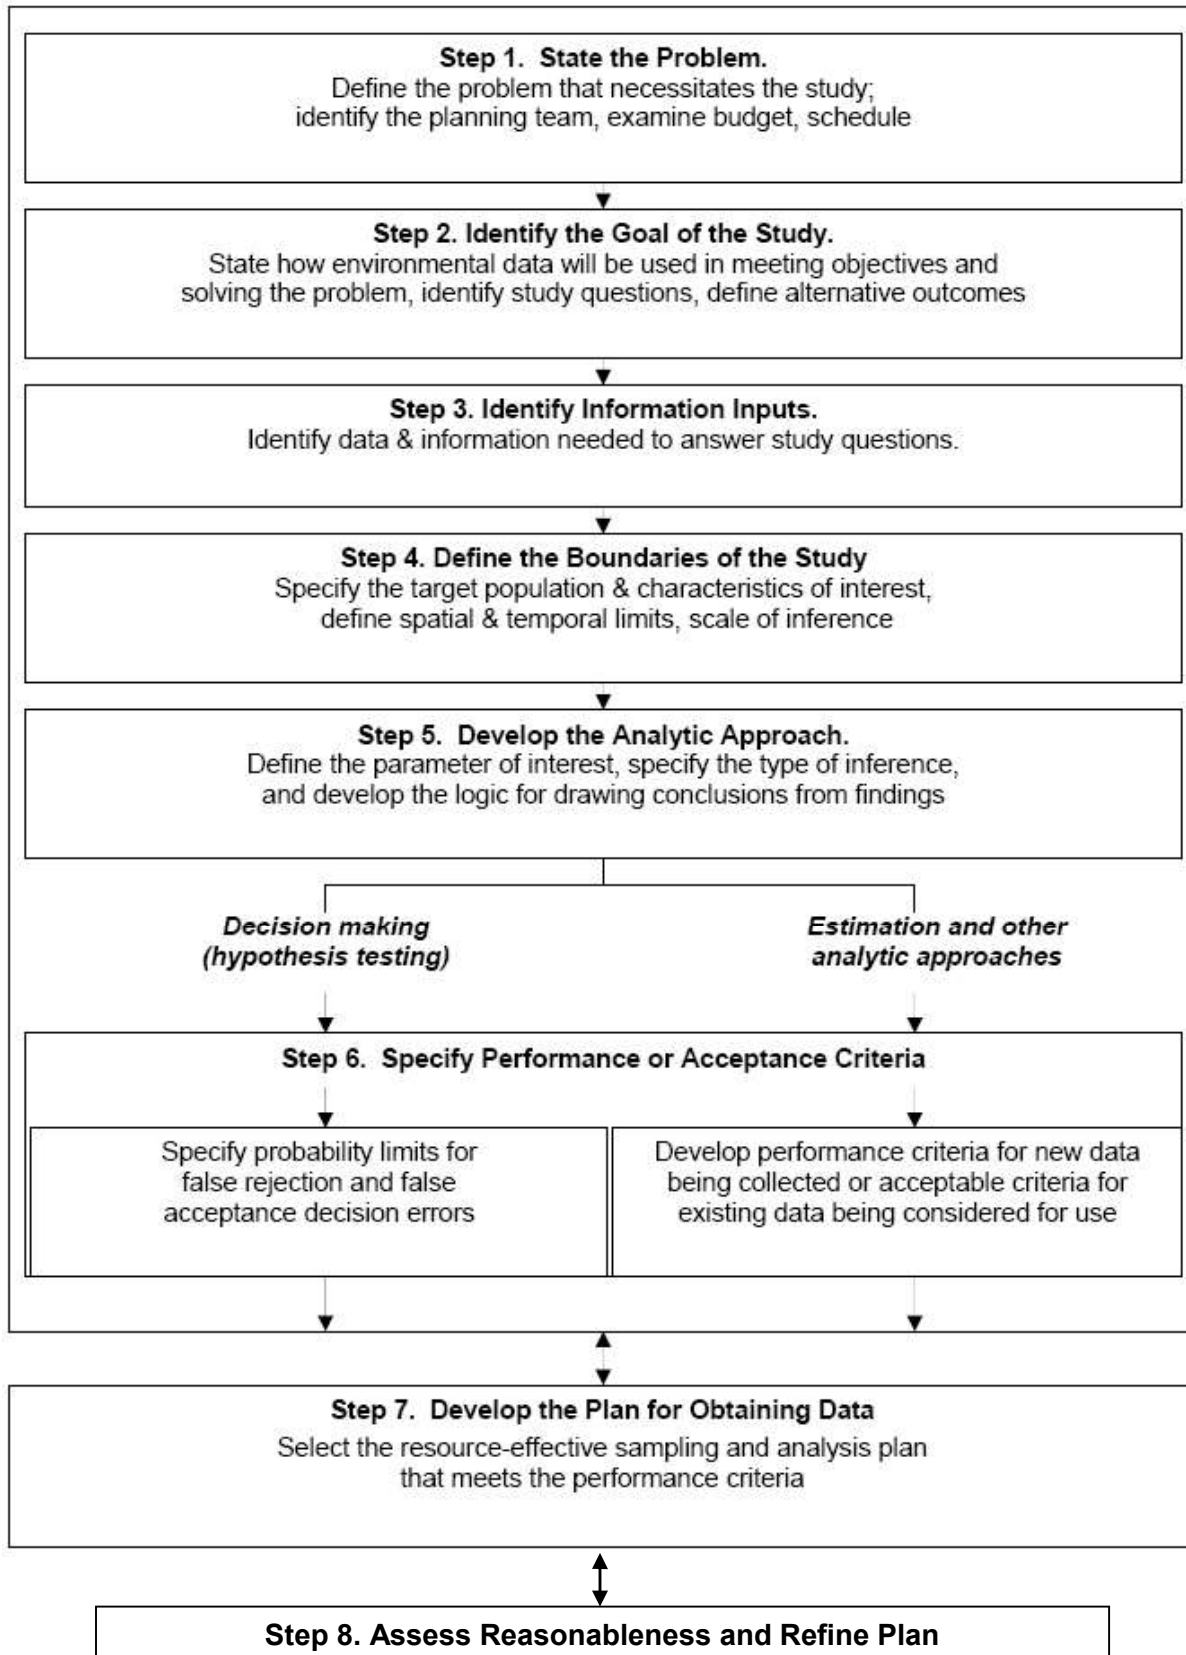 Step 1.  State the Problem.
Define the problem that necessitates the study;
identify the planning team, examine budget, schedule
Step 2. Identify the Goal of the Study.
State how environmental data will be used in meeting objectives and
solving the problem, identify study questions, define alternative outcomes
Step 3. Identify Information Inputs.
Identify data & information needed to answer study questions.
Step 4. Define the Boundaries of the Study
Specify the target population & characteristics of interest,
define spatial & temporal limits, scale of inference
Step 5.  Develop the Analytic Approach.
Define the parameter of interest, specify the type of inference,
and develop the logic for drawing conclusions from findings
Decision making
(hypothesis testing)
Estimation and other
analytic approaches
Step 6.  Specify Performance or Acceptance Criteria
Specify probability limits for
false rejection and false
acceptance decision errors
Develop performance criteria for new data
being collected or acceptable criteria for
existing data being considered for use
Step 7.  Develop the Plan for Obtaining Data
Select the resource-effective sampling and analysis plan
that meets the performance criteria
Step 8. Assess Reasonableness and Refine Plan